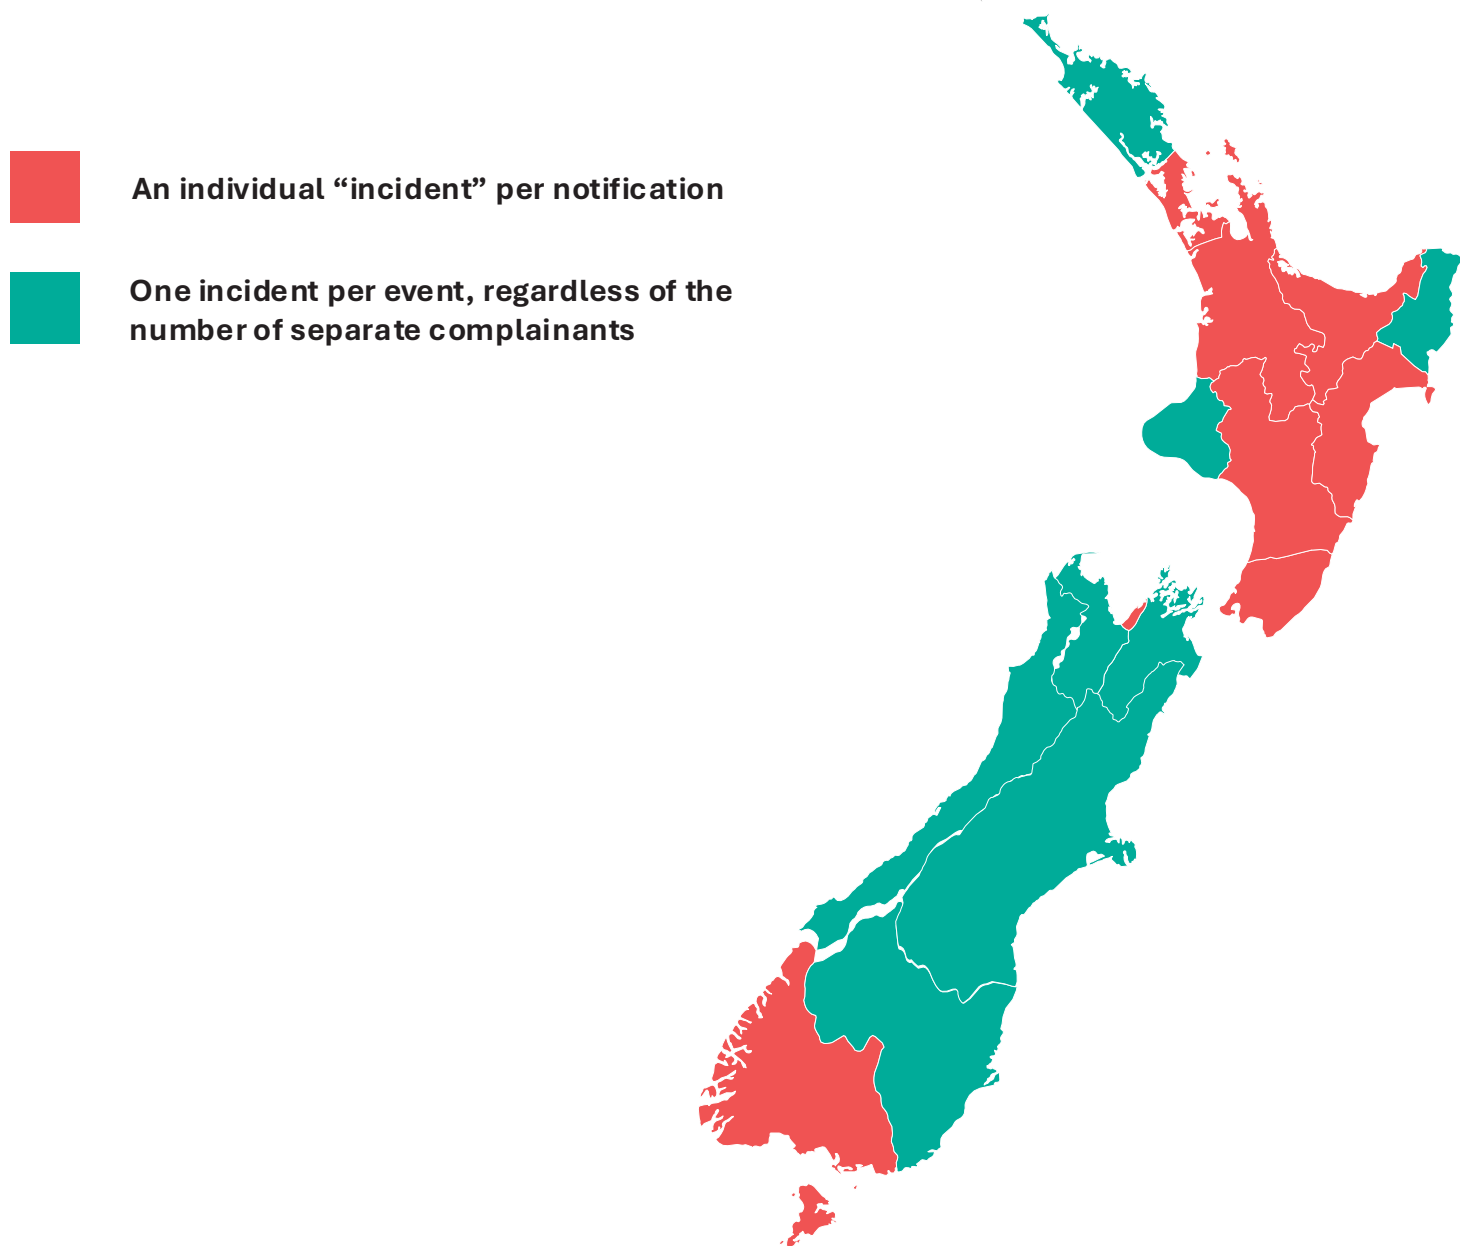 An individual “incident” per notification
One incident per event, regardless of the
number of separate complainants